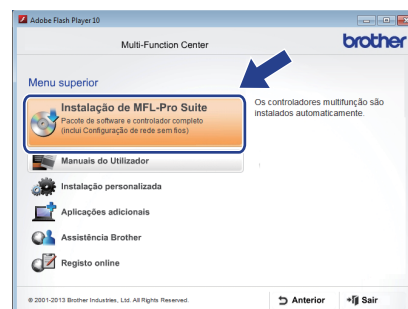 Adobe Flash Player 10
Multi-Function Center
brother
Menu superior
Instalação de MFL-Pro Suite
Pacote de software e controlador completo
(inclui Configuração de rede sem fios)
Os controladores multifunção são
instalados automaticamente.
Manuais do Utilizador
Instalação personalizada
Aplicações adicionais
Assistência Brother
Registo online
© 2001-2013 Brother Industries, Ltd. All Rights Reserved.
Anterior
Sair